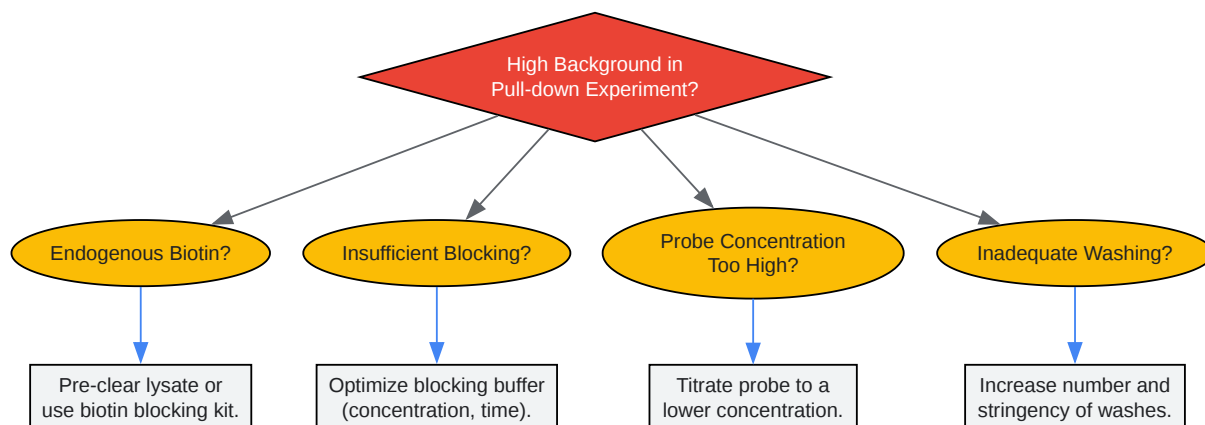 High Background in
Pull-down Experiment?
Endogenous Biotin?
Insufficient Blocking?
Probe Concentration
Too High?
Inadequate Washing?
Pre-clear lysate or
use biotin blocking kit.
Optimize blocking buffer
(concentration, time).
Titrate probe to a
lower concentration.
Increase number and
stringency of washes.